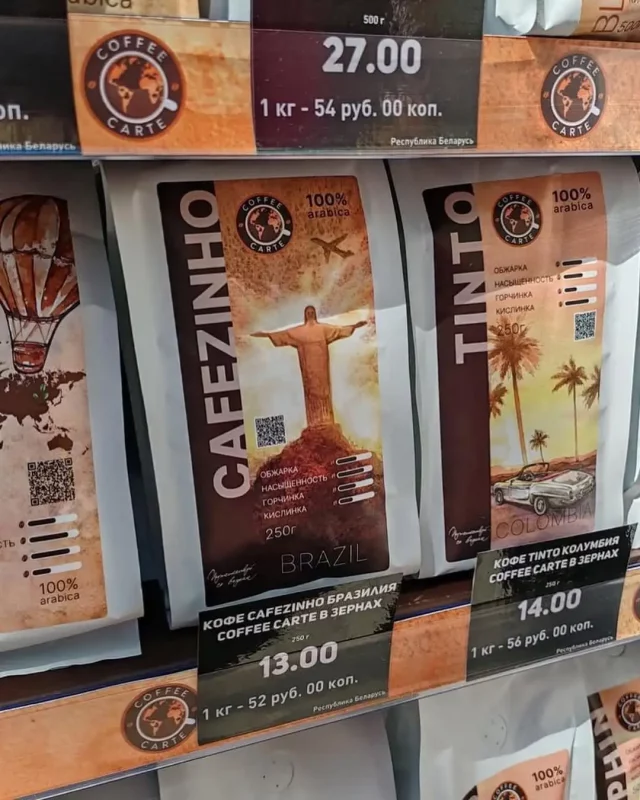 arabica
500 г
27.00
1 кг - 54 руб. 00 коп.
Республика Беларусь
COFFEE
CARTE
COFFEE
CARTE
CAFEZINHO
COFFEE
CARTE
100%
arabica
ОБЖАРКА
НАСЫЩЕННОСТЬ
ГОРЧИНКА
КИСЛИНКА
250г
BRAZIL
TINTO
COFFEE
CARTE
100%
arabica
ОБЖАРКА
НАСЫЩЕННОСТЬ
ГОРЧИНКА
КИСЛИНКА
250г
COLOMBIA
100%
arabica
КОФЕ CAFEZINHO БРАЗИЛИЯ
COFFEE CARTE В ЗЕРНАХ
250 г
13.00
1 кг - 52 руб. 00 коп.
Республика Беларусь
КОФЕ TINTO КОЛУМБИЯ
COFFEE CARTE В ЗЕРНАХ
250 г
14.00
1 кг - 56 руб. 00 коп.
Республика Беларусь
COFFEE
CARTE
100%
arabica